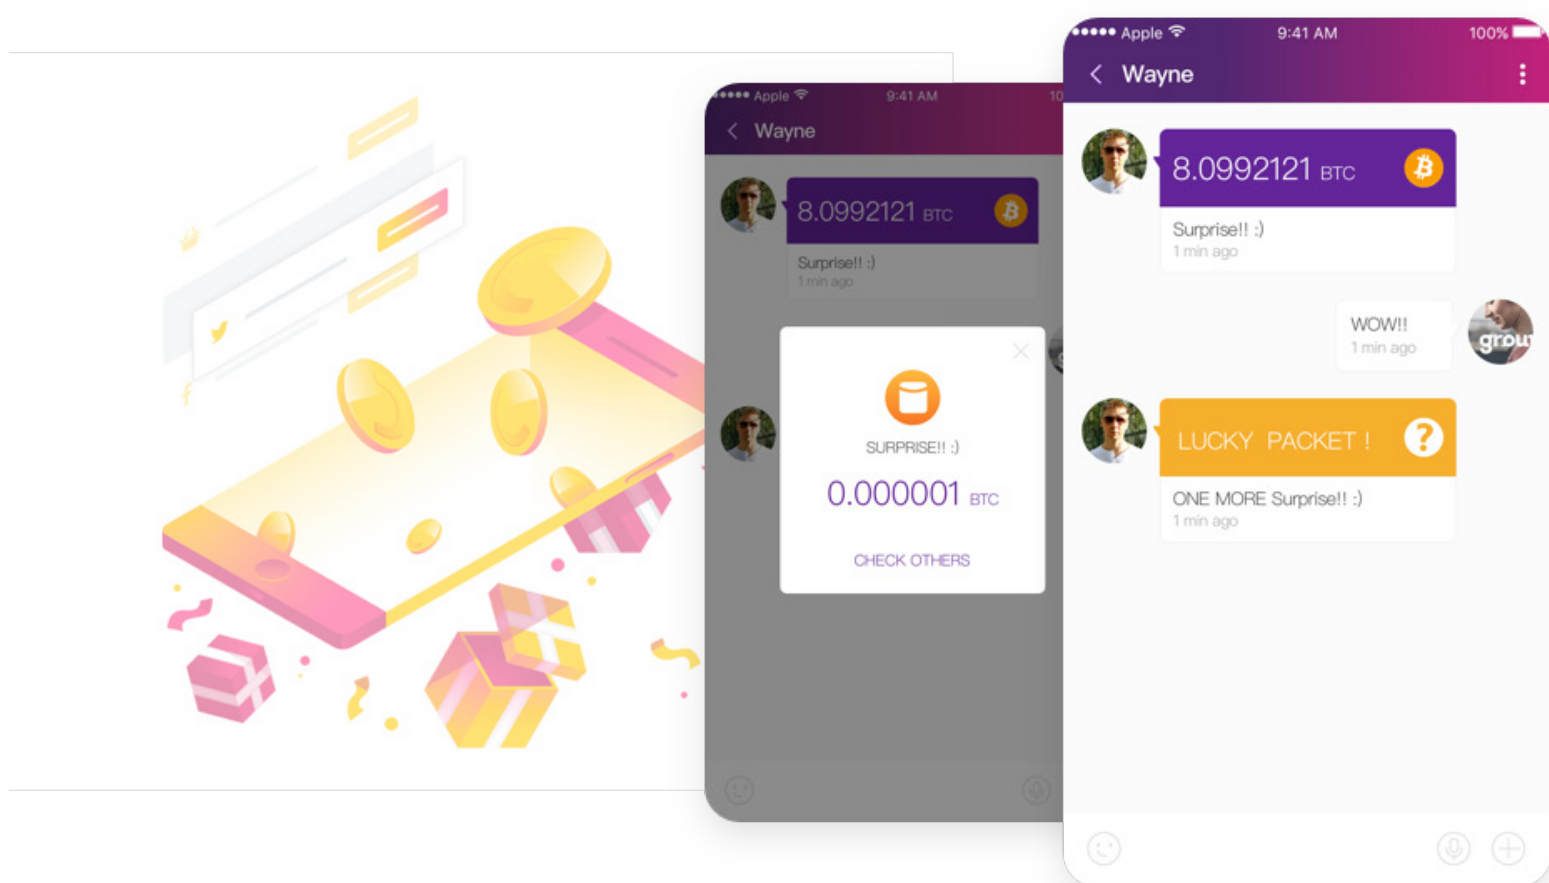 Apple
9:41 AM
10
Wayne
8.0992121 BTC
Surprise!! :)
1 min ago
SURPRISE!! :)
0.000001 BTC
CHECK OTHERS
Apple
9:41 AM
100%
Wayne
8.0992121 BTC
Surprise!! :)
1 min ago
WOW!!
1 min ago
grou
LUCKY PACKET !
?
ONE MORE Surprise!! :)
1 min ago